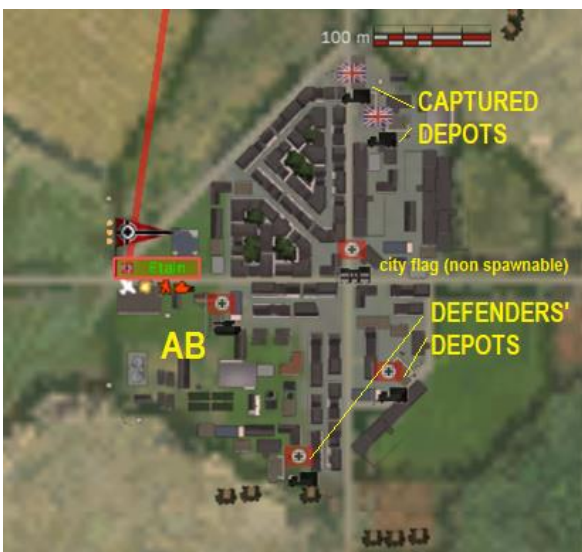 100 m
CAPTURED
DEPOTS
Etain
city flag (non spawnable)
DEFENDERS'
AB
DEPOTS